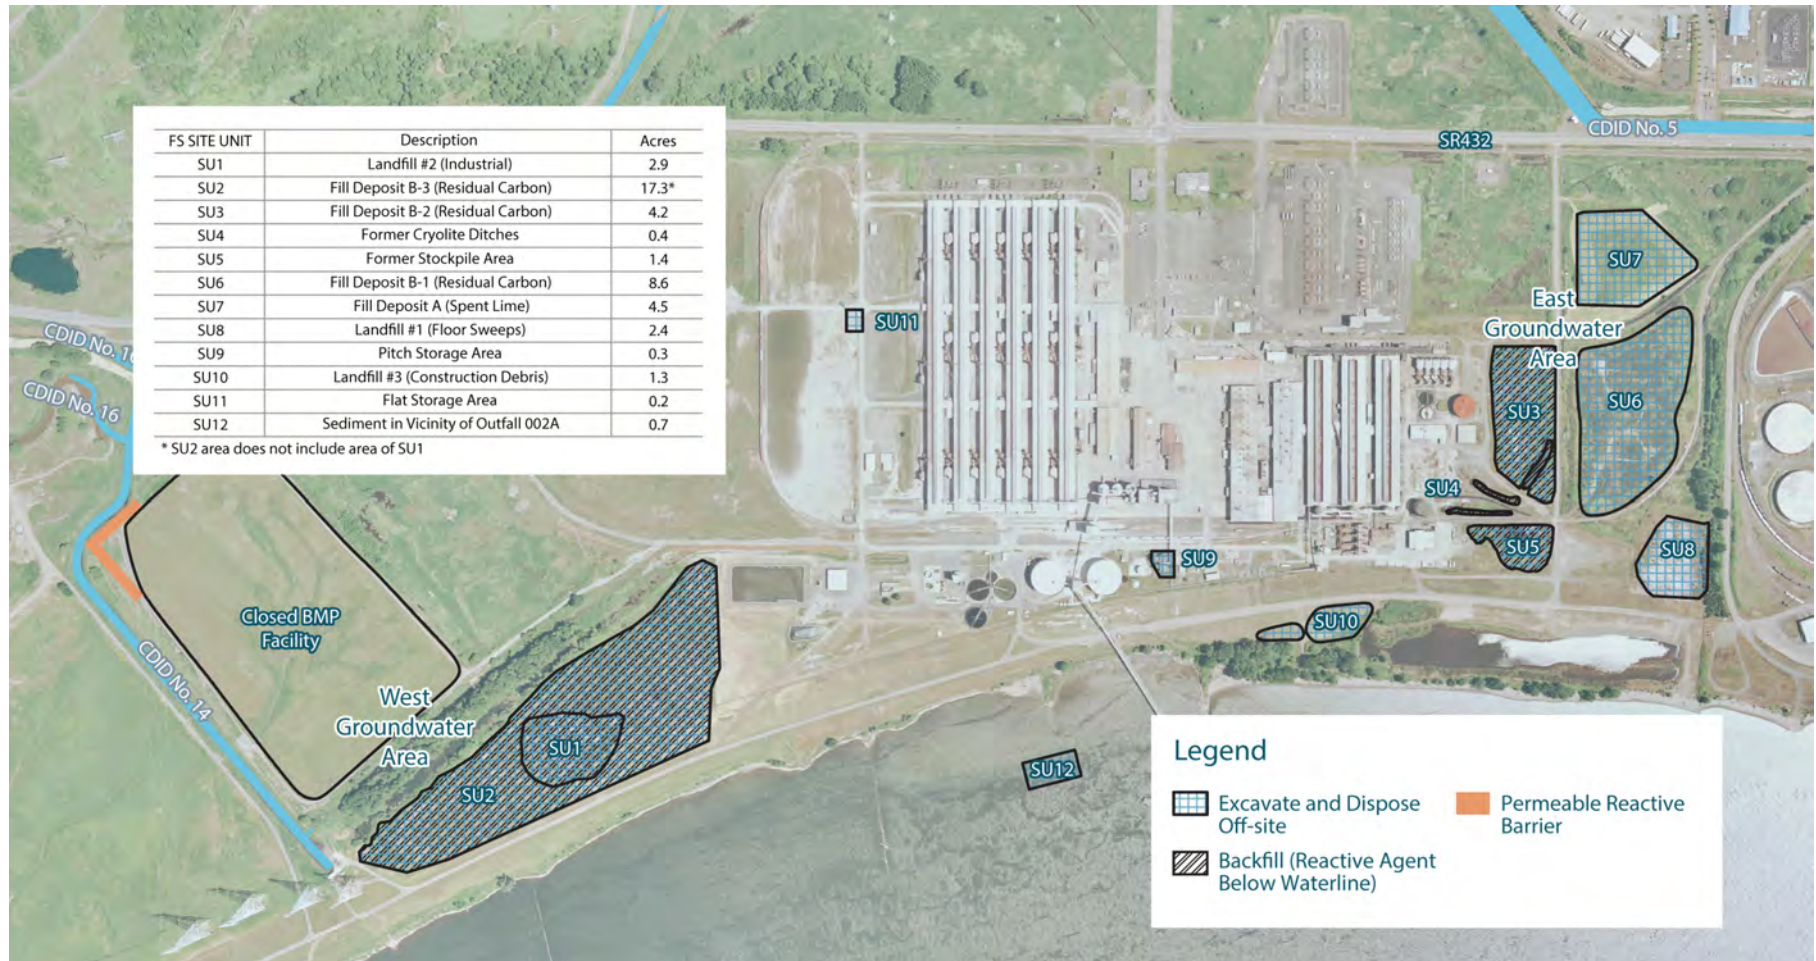 CDID No. 5
SR432
FS SITE UNIT Description Acres
SU1 Landfill #2 (Industrial) 2.9
SU2 Fill Deposit B-3 (Residual Carbon) 17.3*
SU3 Fill Deposit B-2 (Residual Carbon) 4.2
SU4 Former Cryolite Ditches 0.4
SU5 Former Stockpile Area 1.4
SU6 Fill Deposit B-1 (Residual Carbon) 8.6
SU7 Fill Deposit A (Spent Lime) 4.5
SU8 Landfill #1 (Floor Sweeps) 2.4
SU9 Pitch Storage Area 0.3
SU10 Landfill #3 (Construction Debris) 1.3
SU11 Flat Storage Area 0.2
SU12 Sediment in Vicinity of Outfall 002A 0.7
* SU2 area does not include area of SU1
SU7
East
Groundwater
Area
SU11
CDID No. 16
CDID No. 16
SU3
SU6
SU4
SU5
SU8
SU9
SU10
Closed BMP
Facility
CDID No. 14
West
Groundwater
Area
SU1
SU2
SU12
Legend
Excavate and Dispose
Off-site
Backfill (Reactive Agent
Below Waterline)
Permeable Reactive
Barrier